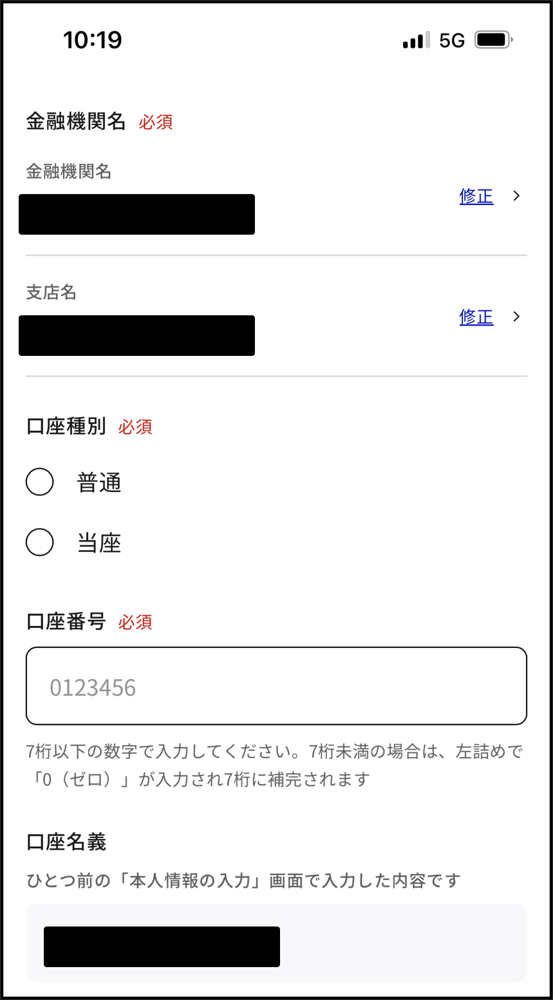 10:19 5G
金融機関名 必須
金融機関名
修正
支店名
修正
口座種別 必須
普通
当座
口座番号 必須
0123456
7桁以下の数字で入力してください。7桁未満の場合は、左詰めで
「0（ゼロ）」が入力され7桁に補完されます
口座名義
ひとつ前の「本人情報の入力」画面で入力した内容です